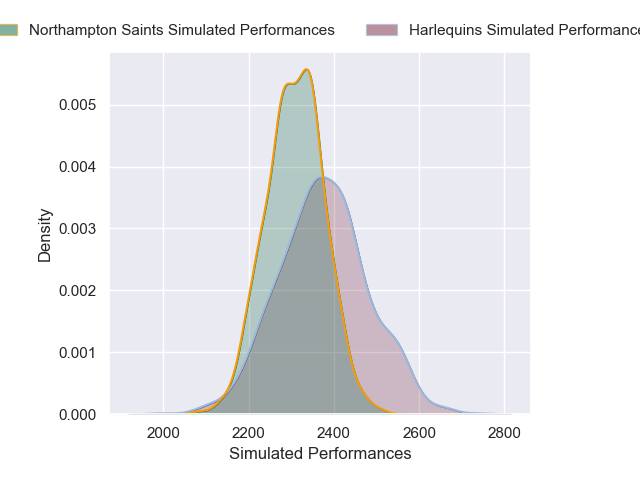 Northampton Saints Simulated Performances
Harlequins Simulated Performance
0.005
0.004
0.003
0.002
0.001
0.000
Density
2000
2200
2400
2600
2800
Simulated Performances